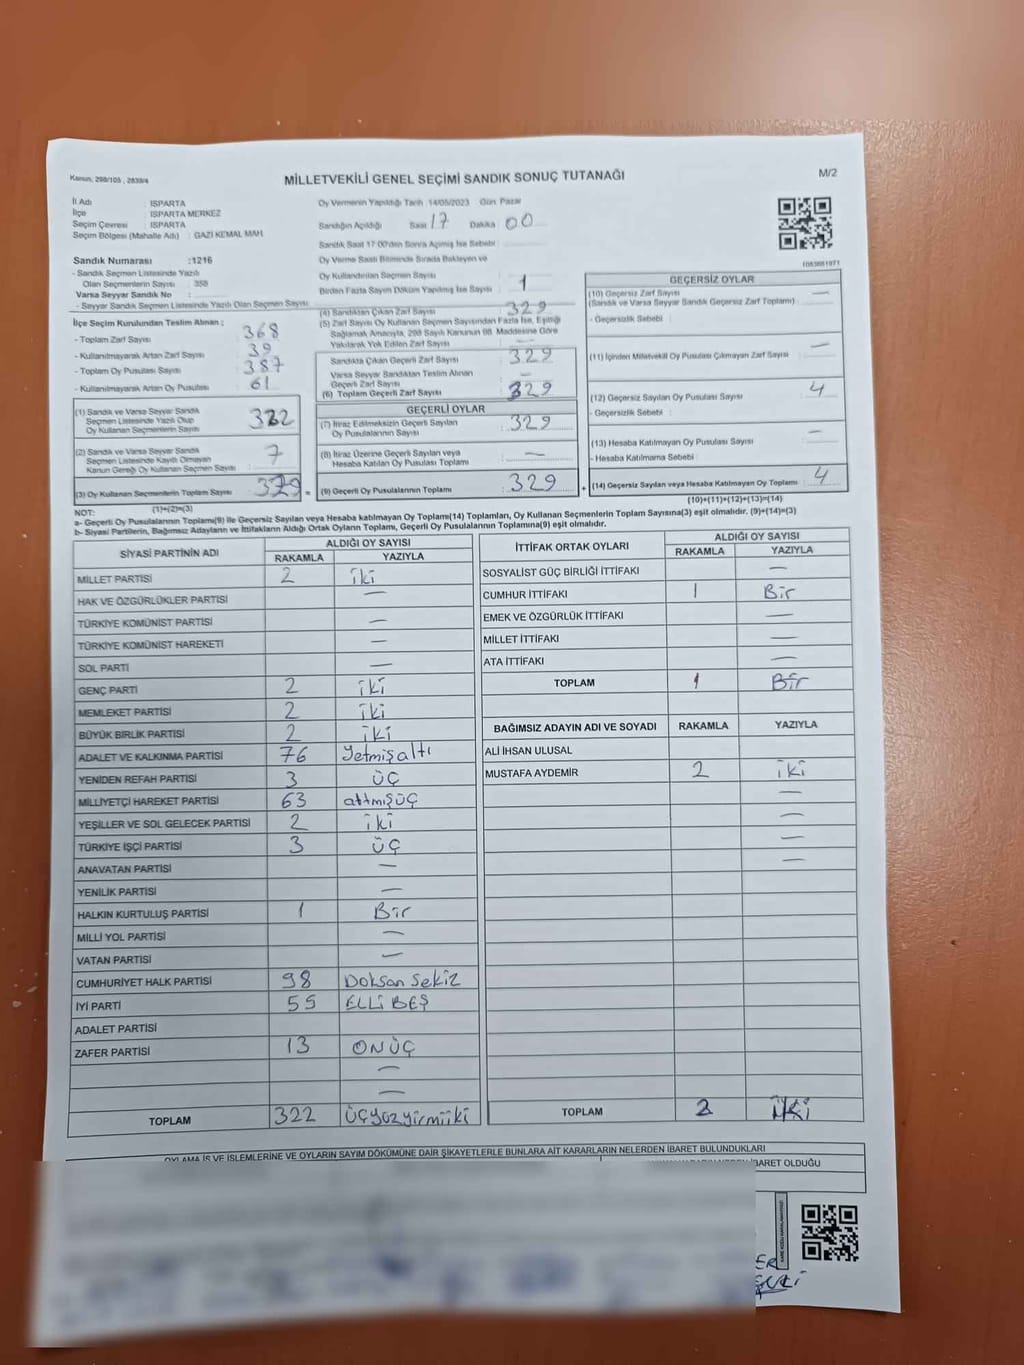 Kanun, 298/105 , 2839/4
MİLLETVEKİLİ GENEL SEÇİMİ SANDIK SONUÇ TUTANAĞI
M/2
İl Adı : ISPARTA
İlçe : ISPARTA MERKEZ
Seçim Çevresi : ISPARTA
Seçim Bölgesi (Mahalle Adı) : GAZİ KEMAL MAH
Sandık Numarası :1216
- Sandık Seçmen Listesinde Yazılı
Olan Seçmenlerin Sayısı : 358
Varsa Seyyar Sandık No :
- Seyyar Sandık Seçmen Listesinde Yazılı Olan Seçmen Sayısı :
Oy Vermenin Yapıldığı Tarih 14/05/2023 Gün Pazar
Sandığın Açıldığı Saat 17 Dakika 00
Sandık Saat 17:00'den Sonra Açılmış İse Sebebi :
Oy Verme Saati Bitiminde Sırada Bekleyen ve
Oy Kullandırılan Seçmen Sayısı
Birden Fazla Sayım Döküm Yapılmış İse Sayısı : 1
İlçe Seçim Kurulundan Teslim Alınan ;
- Toplam Zarf Sayısı : 368
- Kullanılmayarak Artan Zarf Sayısı : 39
- Toplam Oy Pusulası Sayısı : 387
- Kullanılmayarak Artan Oy Pusulası : 61
(1) Sandık ve Varsa Seyyar Sandık
Seçmen Listesinde Yazılı Olup
Oy Kullanan Seçmenlerin Sayısı : 322
(2) Sandık ve Varsa Seyyar Sandık
Seçmen Listesinde Kayıtlı Olmayan
Kanun Gereği Oy Kullanan Seçmen Sayısı : 7
(3) Oy Kullanan Seçmenlerin Toplam Sayısı : 329
(1)+(2)=(3)
(4) Sandıktan Çıkan Zarf Sayısı : 329
(5) Zarf Sayısı Oy Kullanan Seçmen Sayısından Fazla İse, Eşitliği
Sağlamak Amacıyla, 298 Sayılı Kanunun 98. Maddesine Göre
Yakılarak Yok Edilen Zarf Sayısı : —
Sandıkta Çıkan Geçerli Zarf Sayısı : 329
Varsa Seyyar Sandıktan Teslim Alınan
Geçerli Zarf Sayısı : —
(6) Toplam Geçerli Zarf Sayısı : 329
GEÇERLİ OYLAR
(7) İtiraz Edilmeksizin Geçerli Sayılan
Oy Pusulalarının Sayısı : 329
(8) İtiraz Üzerine Geçerli Sayılan veya
Hesaba Katılan Oy Pusulası Toplamı : —
(9) Geçerli Oy Pusulalarının Toplamı : 329
1083681971
GEÇERSİZ OYLAR
(10) Geçersiz Zarf Sayısı : —
(Sandık ve Varsa Seyyar Sandık Geçersiz Zarf Toplamı)
- Geçersizlik Sebebi :
(11) İçinden Milletvekili Oy Pusulası Çıkmayan Zarf Sayısı : —
(12) Geçersiz Sayılan Oy Pusulası Sayısı : 4
- Geçersizlik Sebebi :
(13) Hesaba Katılmayan Oy Pusulası Sayısı : —
- Hesaba Katılmama Sebebi :
(14) Geçersiz Sayılan veya Hesaba Katılmayan Oy Toplamı : 4
(10)+(11)+(12)+(13)=(14)
NOT:
a- Geçerli Oy Pusulalarının Toplamı(9) ile Geçersiz Sayılan veya Hesaba katılmayan Oy Toplamı(14) Toplamları, Oy Kullanan Seçmenlerin Toplam Sayısına(3) eşit olmalıdır. (9)+(14)=(3)
b- Siyasi Partilerin, Bağımsız Adayların ve İttifakların Aldığı Ortak Oyların Toplamı, Geçerli Oy Pusulalarının Toplamına(9) eşit olmalıdır.
SİYASİ PARTİNİN ADI ALDIĞI OY SAYISI
RAKAMLA YAZIYLA
MİLLET PARTİSİ 2 iki
HAK VE ÖZGÜRLÜKLER PARTİSİ —
TÜRKİYE KOMÜNİST PARTİSİ —
TÜRKİYE KOMÜNİST HAREKETİ —
SOL PARTİ —
GENÇ PARTİ 2 iki
MEMLEKET PARTİSİ 2 iki
BÜYÜK BİRLİK PARTİSİ 2 iki
ADALET VE KALKINMA PARTİSİ 76 Yetmişaltı
YENİDEN REFAH PARTİSİ 3 üç
MİLLİYETÇİ HAREKET PARTİSİ 63 altmışüç
YEŞİLLER VE SOL GELECEK PARTİSİ 2 iki
TÜRKİYE İŞÇİ PARTİSİ 3 üç
ANAVATAN PARTİSİ —
YENİLİK PARTİSİ —
HALKIN KURTULUŞ PARTİSİ 1 Bir
MİLLİ YOL PARTİSİ —
VATAN PARTİSİ —
CUMHURİYET HALK PARTİSİ 98 Doksan sekiz
İYİ PARTİ 55 ELLİ BEŞ
ADALET PARTİSİ
ZAFER PARTİSİ 13 ONÜÇ
—
—
TOPLAM 322 üçyüzyirmiiki
İTTİFAK ORTAK OYLARI ALDIĞI OY SAYISI
RAKAMLA YAZIYLA
SOSYALİST GÜÇ BİRLİĞİ İTTİFAKI —
CUMHUR İTTİFAKI 1 Bir
EMEK VE ÖZGÜRLÜK İTTİFAKI —
MİLLET İTTİFAKI —
ATA İTTİFAKI —
TOPLAM 1 Bir
BAĞIMSIZ ADAYIN ADI VE SOYADI RAKAMLA YAZIYLA
ALİ İHSAN ULUSAL
MUSTAFA AYDEMİR 2 iki
—
—
—
—
TOPLAM 2 iki
OYLAMA İŞ VE İŞLEMLERİNE VE OYLARIN SAYIM DÖKÜMÜNE DAİR ŞİKAYETLERLE BUNLARA AİT KARARLARIN NELERDEN İBARET BULUNDUKLARI
İBARET OLDUĞU